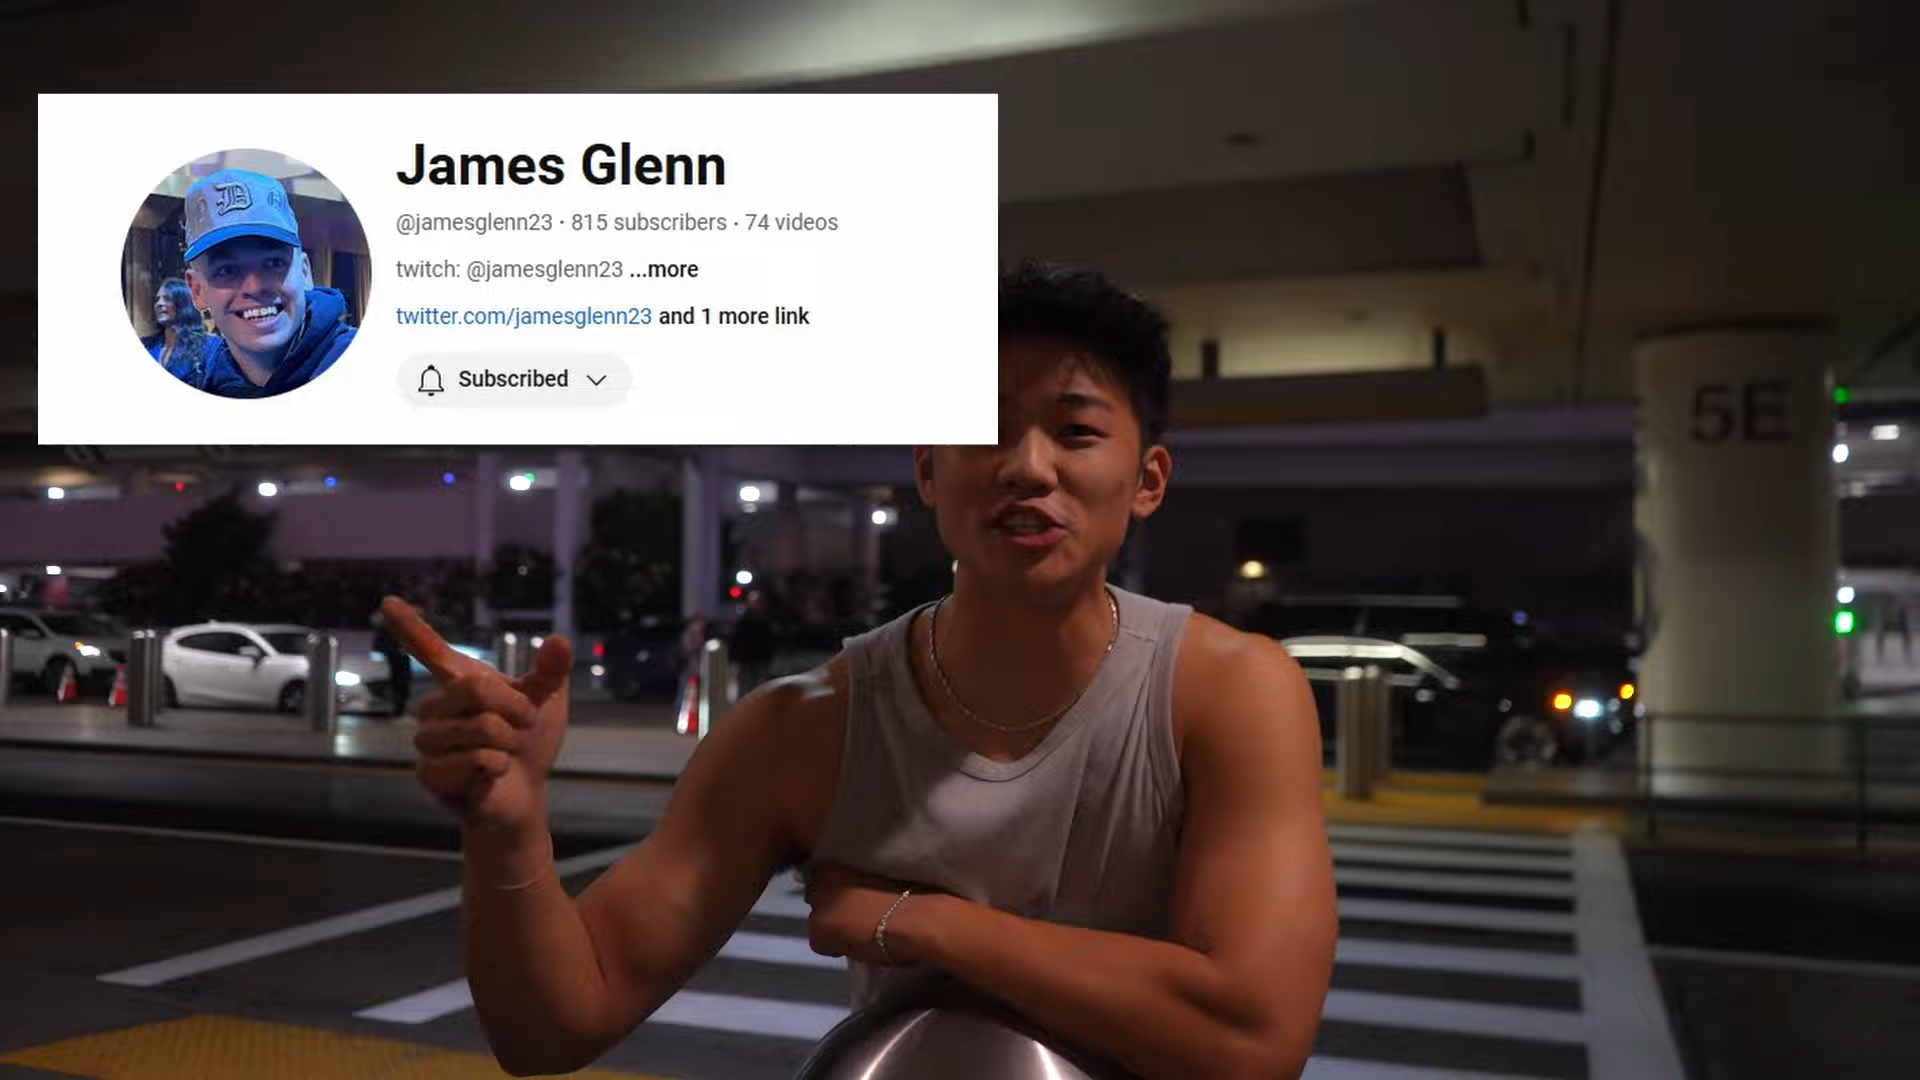 James Glenn
@jamesglenn23 · 815 subscribers · 74 videos
twitch: @jamesglenn23 ...more
twitter.com/jamesglenn23 and 1 more link
Subscribed
5E
D